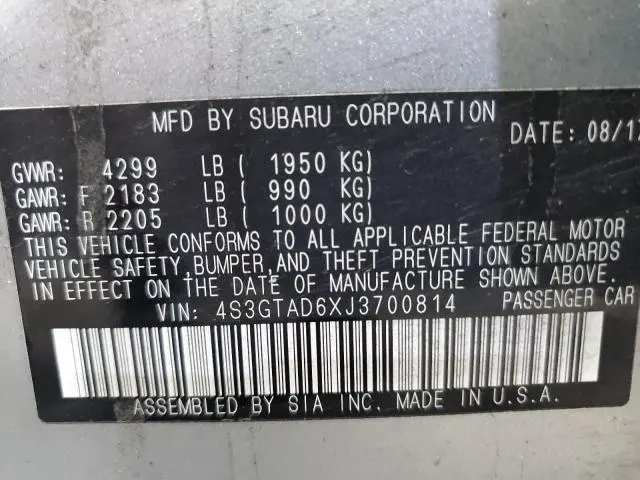 MFD BY SUBARU CORPORATION
DATE: 08/17
GVWR: 4299 LB ( 1950 KG)
GAWR: F 2183 LB ( 990 KG)
GAWR: R 2205 LB ( 1000 KG)
THIS VEHICLE CONFORMS TO ALL APPLICABLE FEDERAL MOTOR
VEHICLE SAFETY,BUMPER,AND THEFT PREVENTION STANDARDS
IN EFFECT ON THE DATE OF MANUFACTURE SHOWN ABOVE.
VIN: 4S3GTAD6XJ3700814 PASSENGER CAR
ASSEMBLED BY SIA INC. MADE IN U.S.A.